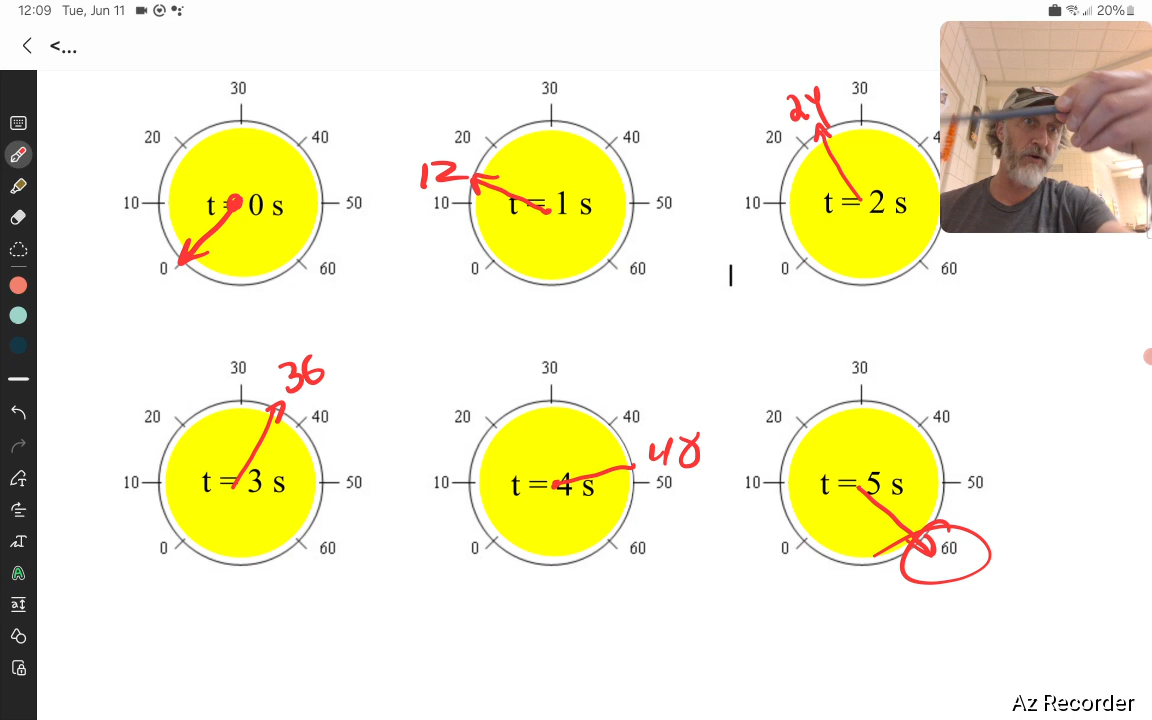 12:09 Tue, Jun 11 20%
<...
30 30 30
20 40 20 40 24 20 4
12
10 t = 0 s 50 10 t = 1 s 50 10 t = 2 s
0 60 0 60 0 60
30 36 30 30
20 40 20 40 20 40
48
10 t = 3 s 50 10 t = 4 s 50 10 t = 5 s 50
0 60 0 60 0 60
Az Recorder